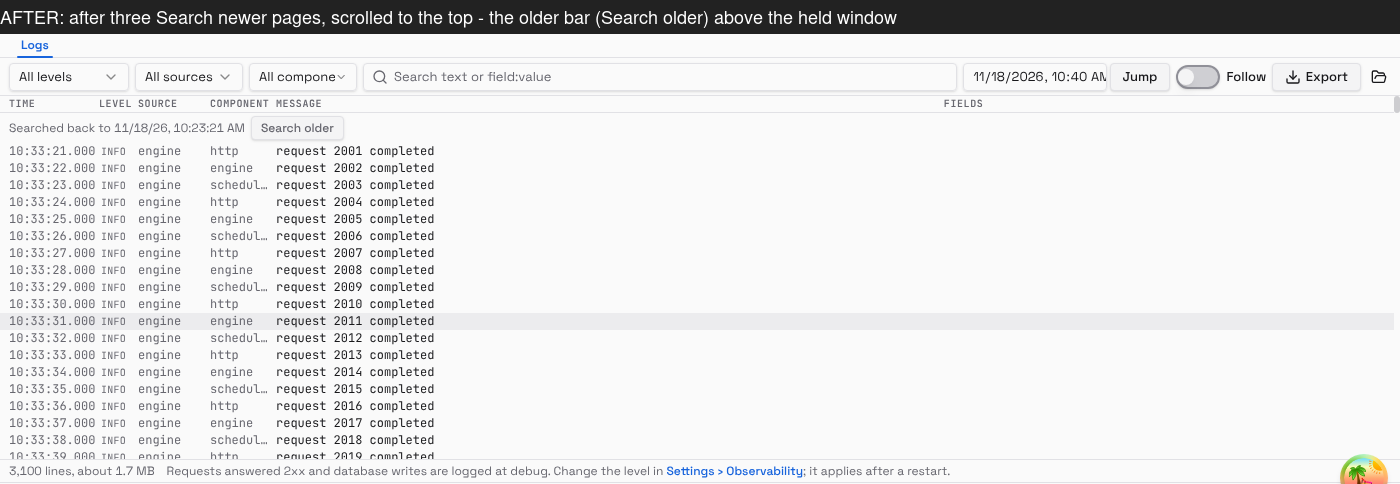 AFTER: after three Search newer pages, scrolled to the top - the older bar (Search older) above the held window
Logs
All levels All sources All compone Search text or field:value 11/18/2026, 10:40 AM Jump Follow Export
TIME LEVEL SOURCE COMPONENT MESSAGE FIELDS
Searched back to 11/18/26, 10:23:21 AM Search older
10:33:21.000 INFO engine http request 2001 completed
10:33:22.000 INFO engine engine request 2002 completed
10:33:23.000 INFO engine schedul… request 2003 completed
10:33:24.000 INFO engine http request 2004 completed
10:33:25.000 INFO engine engine request 2005 completed
10:33:26.000 INFO engine schedul… request 2006 completed
10:33:27.000 INFO engine http request 2007 completed
10:33:28.000 INFO engine engine request 2008 completed
10:33:29.000 INFO engine schedul… request 2009 completed
10:33:30.000 INFO engine http request 2010 completed
10:33:31.000 INFO engine engine request 2011 completed
10:33:32.000 INFO engine schedul… request 2012 completed
10:33:33.000 INFO engine http request 2013 completed
10:33:34.000 INFO engine engine request 2014 completed
10:33:35.000 INFO engine schedul… request 2015 completed
10:33:36.000 INFO engine http request 2016 completed
10:33:37.000 INFO engine engine request 2017 completed
10:33:38.000 INFO engine schedul… request 2018 completed
10:33:39.000 INFO engine http request 2019 completed
3,100 lines, about 1.7 MB Requests answered 2xx and database writes are logged at debug. Change the level in Settings > Observability; it applies after a restart.